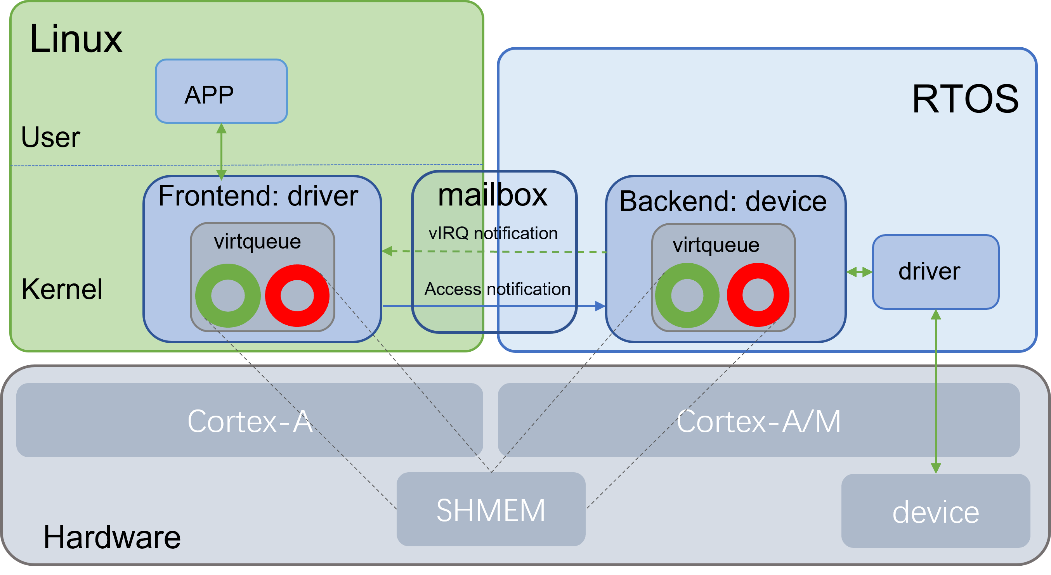 Linux
APP
User
RTOS
Frontend: driver
mailbox
Backend: device
virtqueue
vIRQ notification
virtqueue
driver
Kernel
Access notification
Cortex-A
Cortex-A/M
SHMEM
device
Hardware